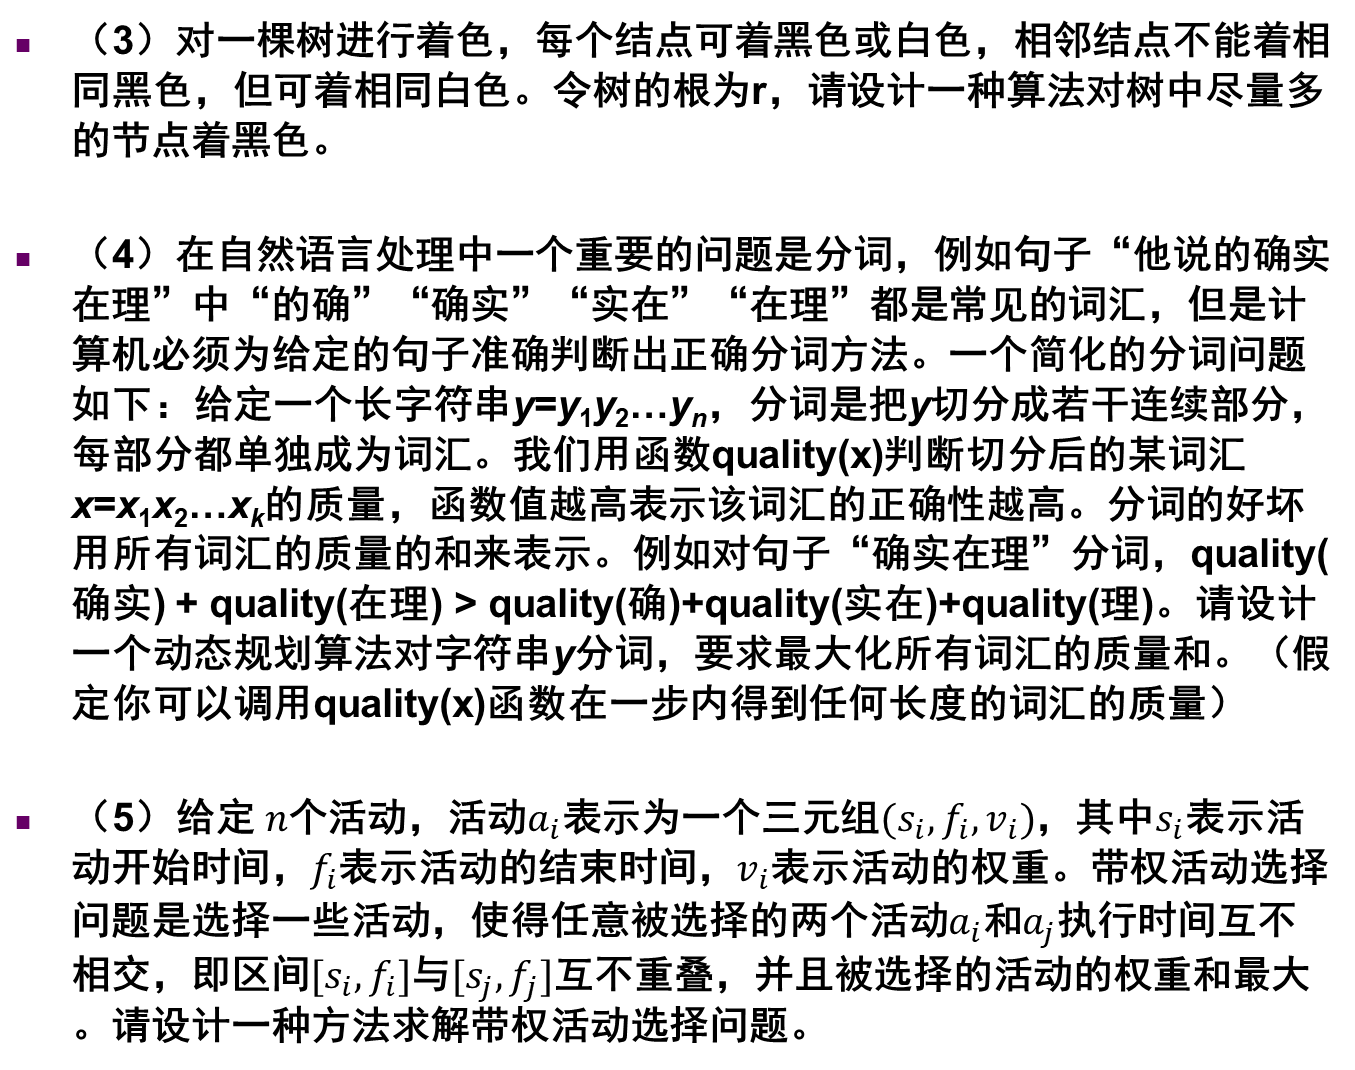 （3）对一棵树进行着色，每个结点可着黑色或白色，相邻结点不能着相
同黑色，但可着相同白色。令树的根为r，请设计一种算法对树中尽量多
的节点着黑色。
（4）在自然语言处理中一个重要的问题是分词，例如句子“他说的确实
在理”中“的确”“确实”“实在”“在理”都是常见的词汇，但是计
算机必须为给定的句子准确判断出正确分词方法。一个简化的分词问题
如下：给定一个长字符串y=y₁y₂…yₙ，分词是把y切分成若干连续部分，
每部分都单独成为词汇。我们用函数quality(x)判断切分后的某词汇
x=x₁x₂…xₖ的质量，函数值越高表示该词汇的正确性越高。分词的好坏
用所有词汇的质量的和来表示。例如对句子“确实在理”分词，quality(
确实) + quality(在理) > quality(确)+quality(实在)+quality(理)。请设计
一个动态规划算法对字符串y分词，要求最大化所有词汇的质量和。（假
定你可以调用quality(x)函数在一步内得到任何长度的词汇的质量）
（5）给定 n个活动，活动aᵢ表示为一个三元组(sᵢ, fᵢ, vᵢ)，其中sᵢ表示活
动开始时间，fᵢ表示活动的结束时间，vᵢ表示活动的权重。带权活动选择
问题是选择一些活动，使得任意被选择的两个活动aᵢ和aⱼ执行时间互不
相交，即区间[sᵢ, fᵢ]与[sⱼ, fⱼ]互不重叠，并且被选择的活动的权重和最大
。请设计一种方法求解带权活动选择问题。